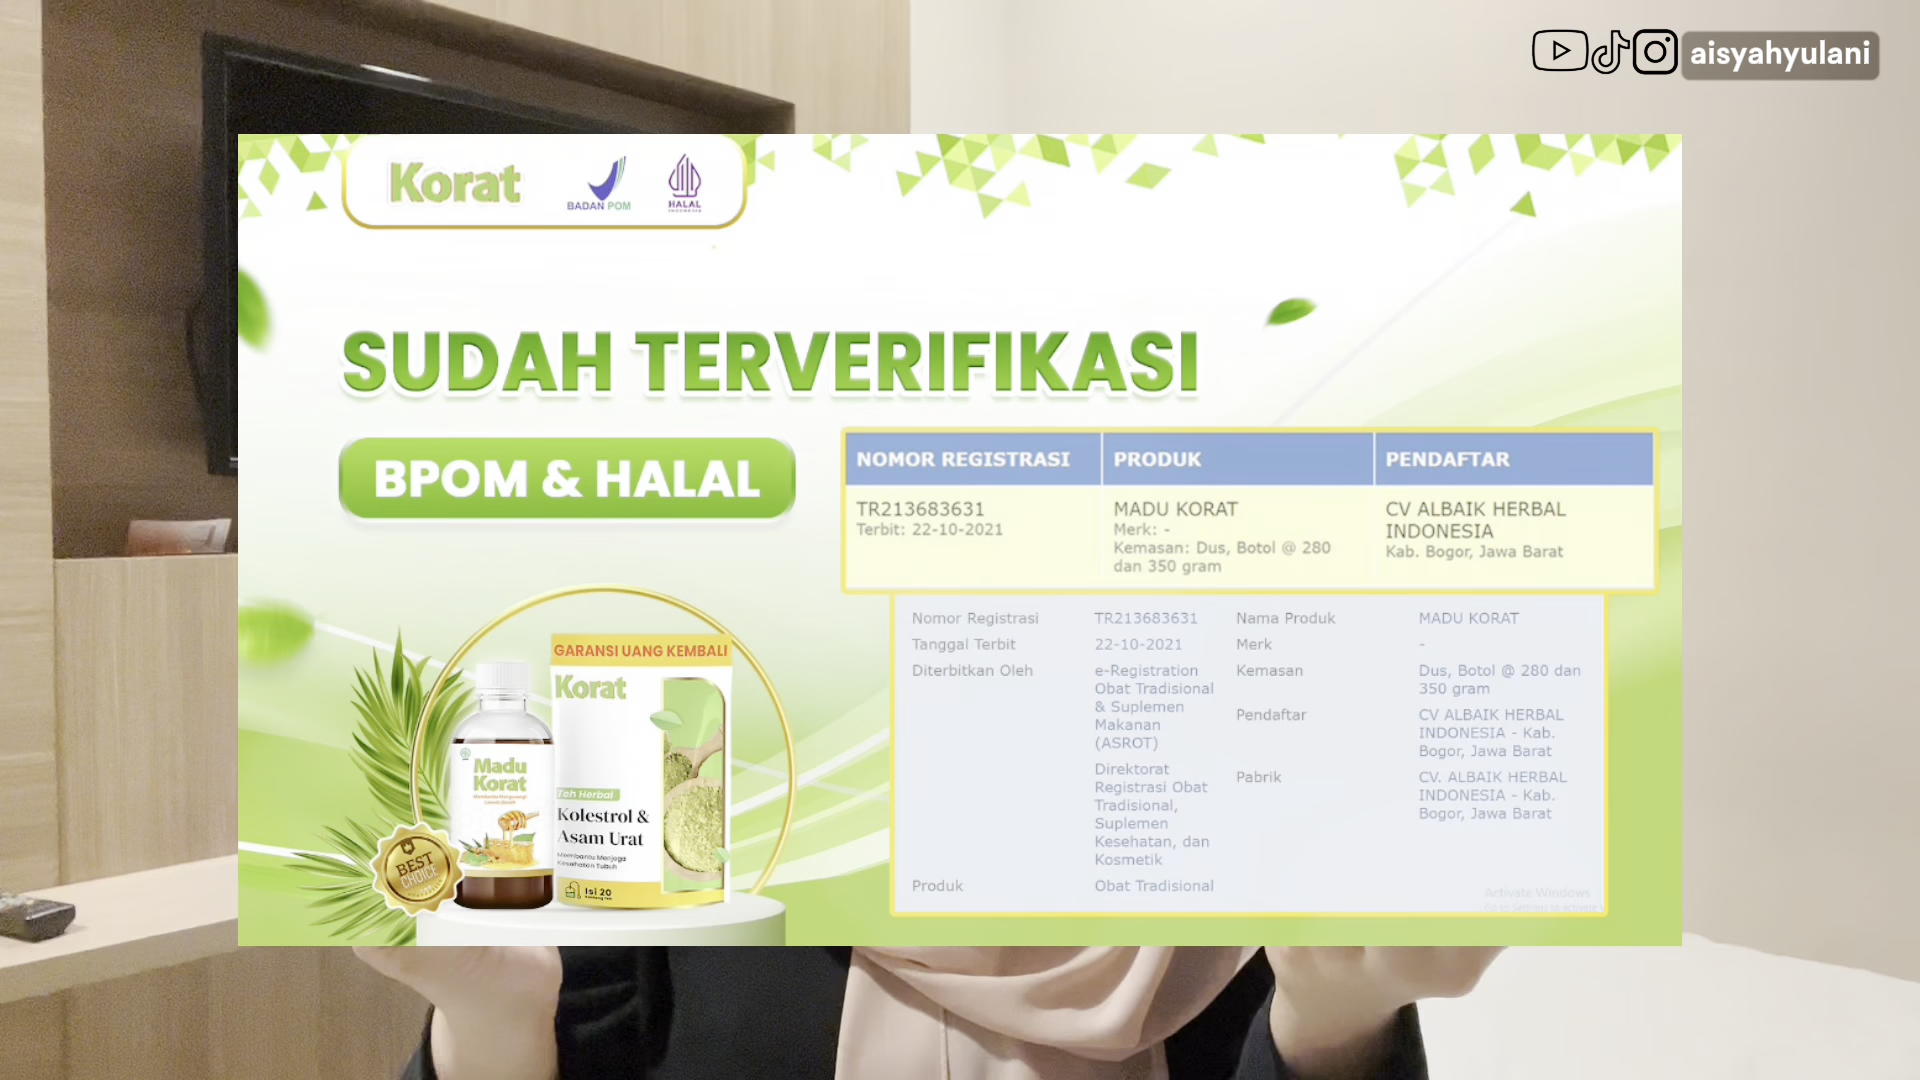 aisyahyulani
Korat
BADAN POM
HALAL
INDONESIA
SUDAH TERVERIFIKASI
BPOM & HALAL
NOMOR REGISTRASI PRODUK PENDAFTAR
TR213683631
Terbit: 22-10-2021
MADU KORAT
Merk: -
Kemasan: Dus, Botol @ 280
dan 350 gram
CV ALBAIK HERBAL
INDONESIA
Kab. Bogor, Jawa Barat
Nomor Registrasi TR213683631
Tanggal Terbit 22-10-2021
Diterbitkan Oleh e-Registration
Obat Tradisional
& Suplemen
Makanan
(ASROT)
Direktorat
Registrasi Obat
Tradisional,
Suplemen
Kesehatan, dan
Kosmetik
Produk Obat Tradisional
Nama Produk MADU KORAT
Merk -
Kemasan Dus, Botol @ 280 dan
350 gram
Pendaftar CV ALBAIK HERBAL
INDONESIA - Kab.
Bogor, Jawa Barat
Pabrik CV. ALBAIK HERBAL
INDONESIA - Kab.
Bogor, Jawa Barat
Activate Windows
GARANSI UANG KEMBALI
Korat
Teh Herbal
Kolestrol &
Asam Urat
Membantu Menjaga
Kesehatan Tubuh
Isi 20
Madu
Korat
BEST
CHOICE